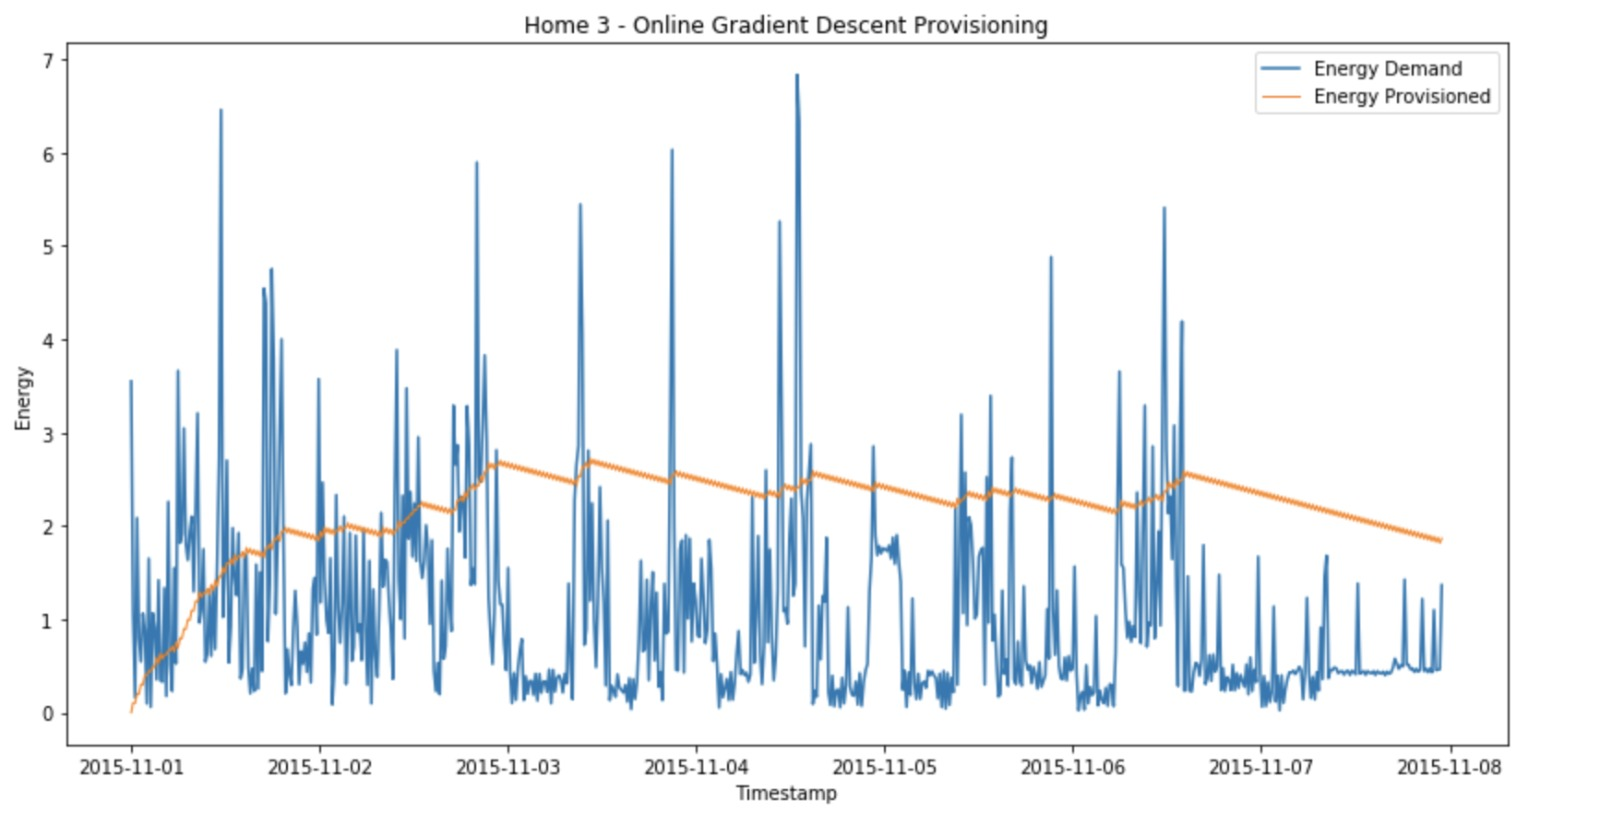 Home 3 - Online Gradient Descent Provisioning
Energy Demand
Energy Provisioned
7
6
5
4
3
2
1
0
Energy
2015-11-01 2015-11-02 2015-11-03 2015-11-04 2015-11-05 2015-11-06 2015-11-07 2015-11-08
Timestamp